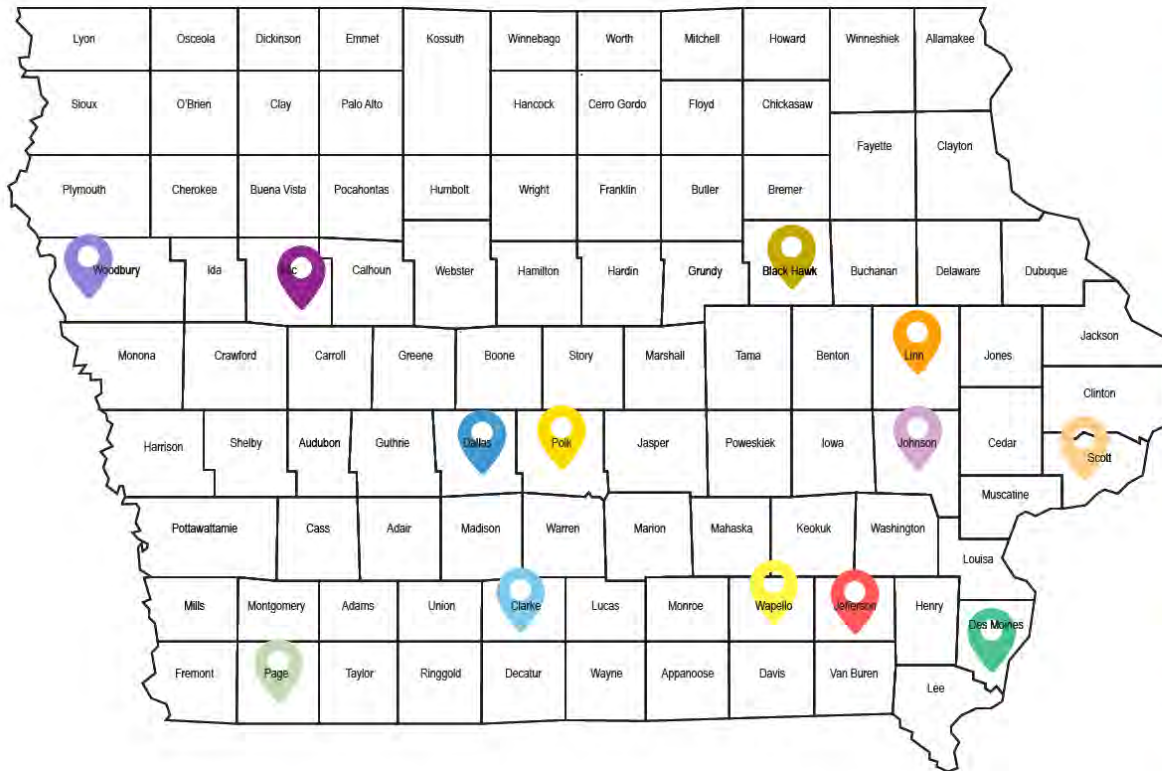 Lyon
Osceola
Dickinson
Emmet
Kossuth
Winnebago
Worth
Mitchell
Howard
Winneshiek
Allamakee
Sioux
O'Brien
Clay
Palo Alto
Hancock
Cerro Gordo
Floyd
Chickasaw
Fayette
Clayton
Plymouth
Cherokee
Buena Vista
Pocahontas
Humbolt
Wright
Franklin
Butler
Bremer
Woodbury
Ida
Calhoun
Webster
Hamilton
Hardin
Grundy
Black Hawk
Buchanan
Delaware
Dubuque
Monona
Crawford
Carroll
Greene
Boone
Story
Marshall
Tama
Benton
Linn
Jones
Jackson
Clinton
Harrison
Shelby
Audubon
Guthrie
Dallas
Polk
Jasper
Poweskiek
Iowa
Johnson
Cedar
Scott
Muscatine
Pottawattamie
Cass
Adair
Madison
Warren
Marion
Mahaska
Keokuk
Washington
Louisa
Mills
Montgomery
Adams
Union
Clarke
Lucas
Monroe
Wapello
Jefferson
Henry
Des Moines
Fremont
Page
Taylor
Ringgold
Decatur
Wayne
Appanoose
Davis
Van Buren
Lee